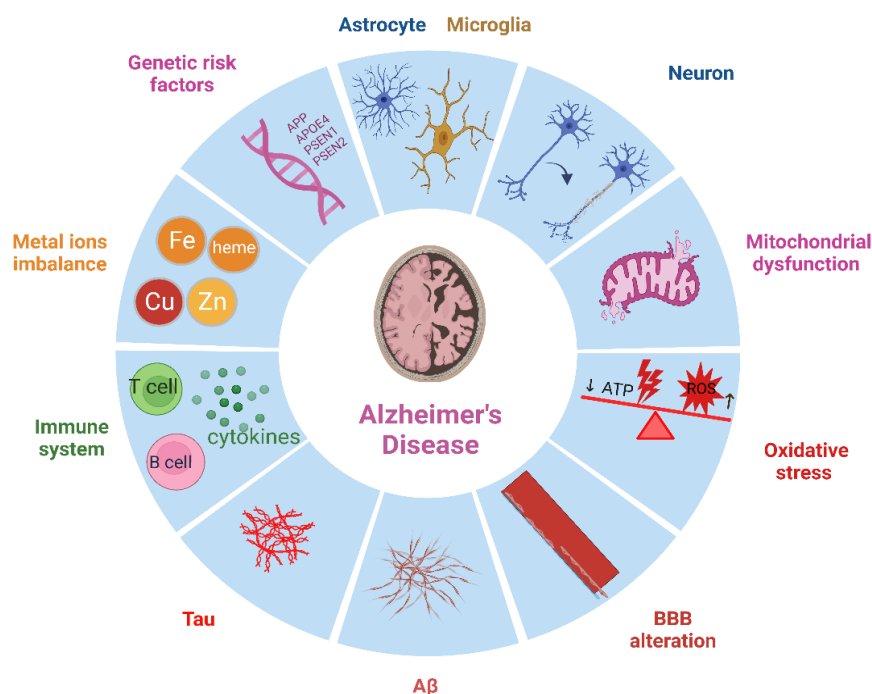 Astrocyte Microglia
Neuron
Genetic risk
factors
APP
APOE4
PSEN1
PSEN2
Metal ions
imbalance
Fe
heme
Cu
Zn
Mitochondrial
dysfunction
↓ ATP
ROS ↑
Oxidative
stress
T cell
B cell
cytokines
Immune
system
Alzheimer's
Disease
Tau
Aβ
BBB
alteration